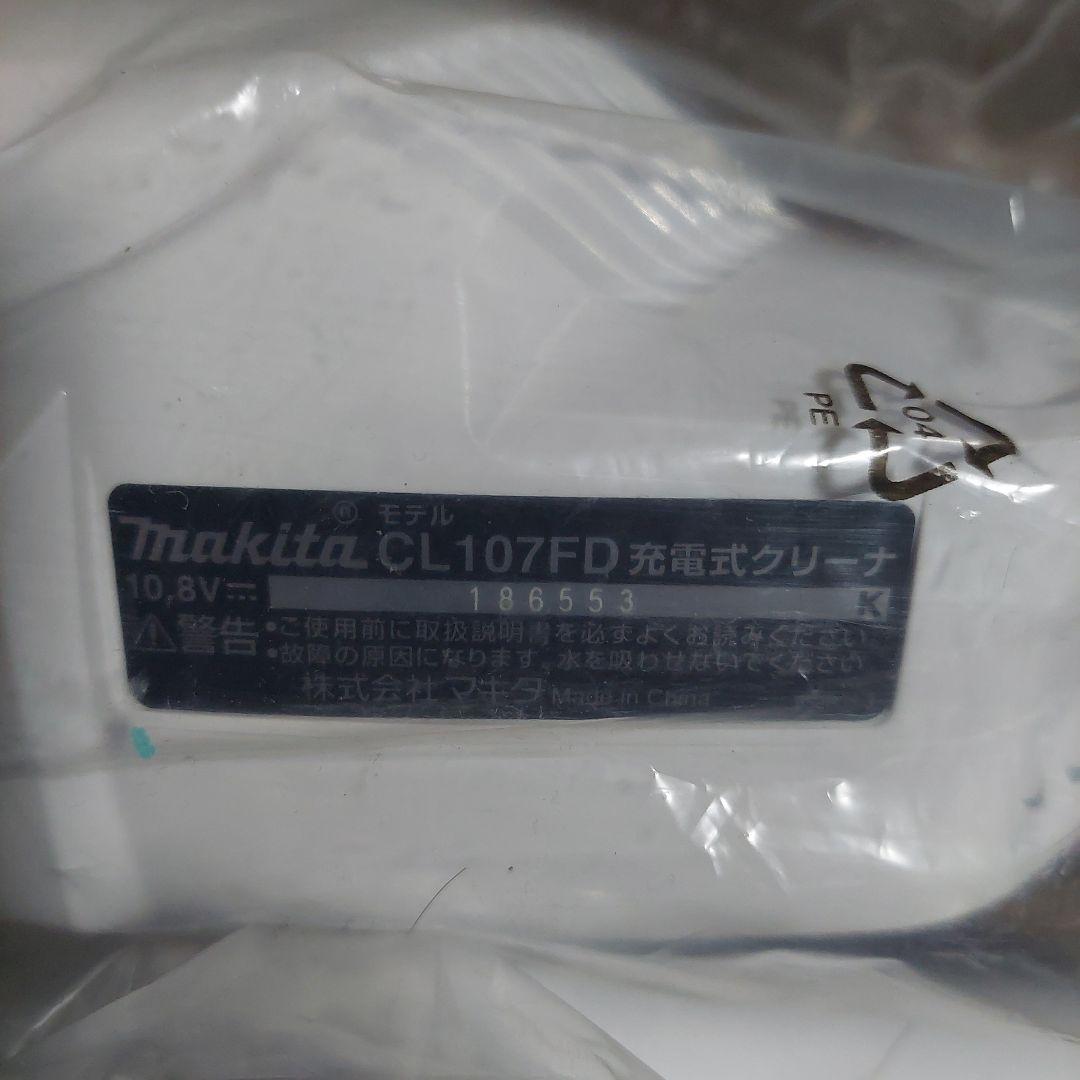 04
PE
makita® モデル CL107FD 充電式クリーナ
10.8V 186553 K
警告 •ご使用前に取扱説明書を必ずよくお読みください
•故障の原因になります。水を吸わせないでください
株式会社マキタ Made in China